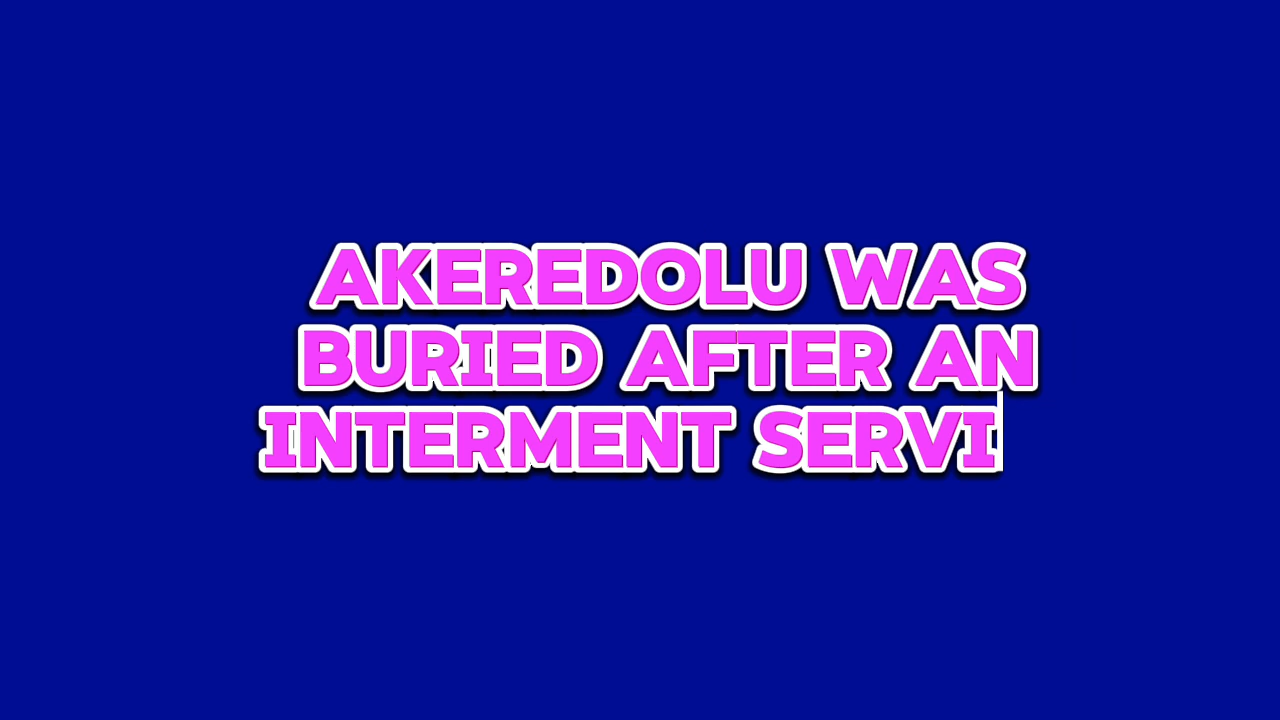 AKEREDOLU WAS
BURIED AFTER AN
INTERMENT SERVI